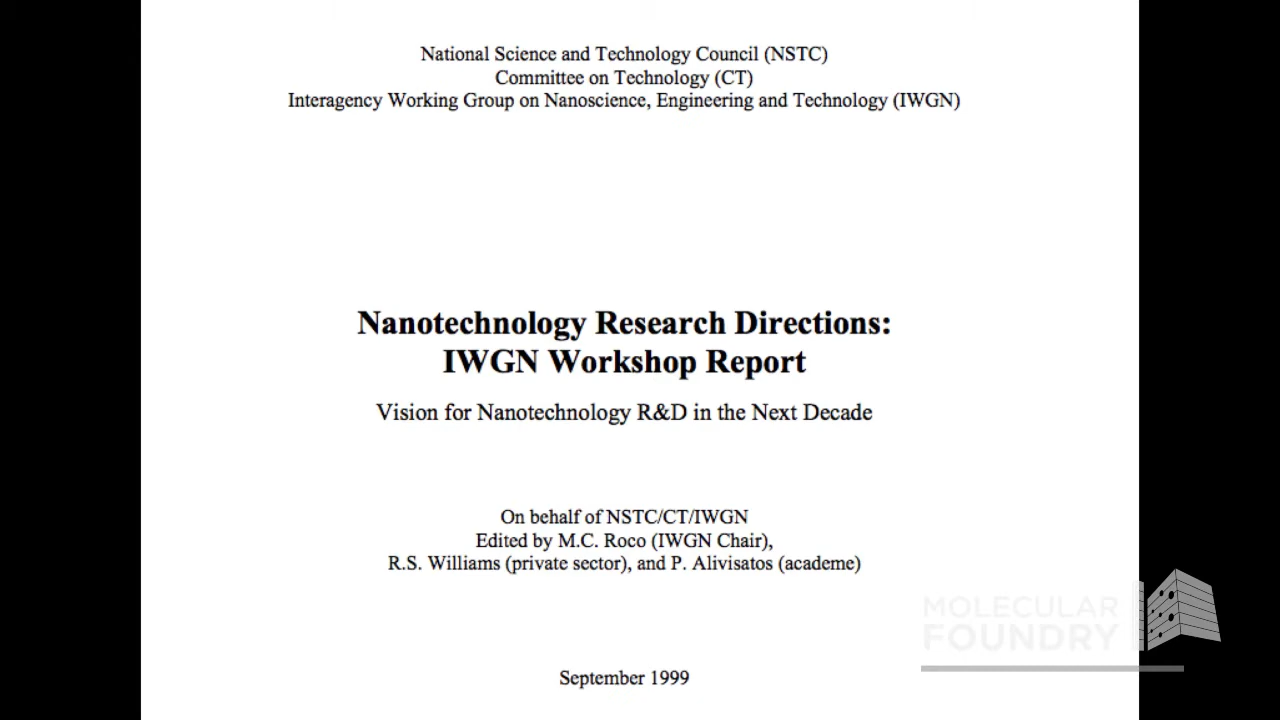 National Science and Technology Council (NSTC)
Committee on Technology (CT)
Interagency Working Group on Nanoscience, Engineering and Technology (IWGN)
Nanotechnology Research Directions:
IWGN Workshop Report
Vision for Nanotechnology R&D in the Next Decade
On behalf of NSTC/CT/IWGN
Edited by M.C. Roco (IWGN Chair),
R.S. Williams (private sector), and P. Alivisatos (academe)
MOLECULAR
FOUNDRY
September 1999